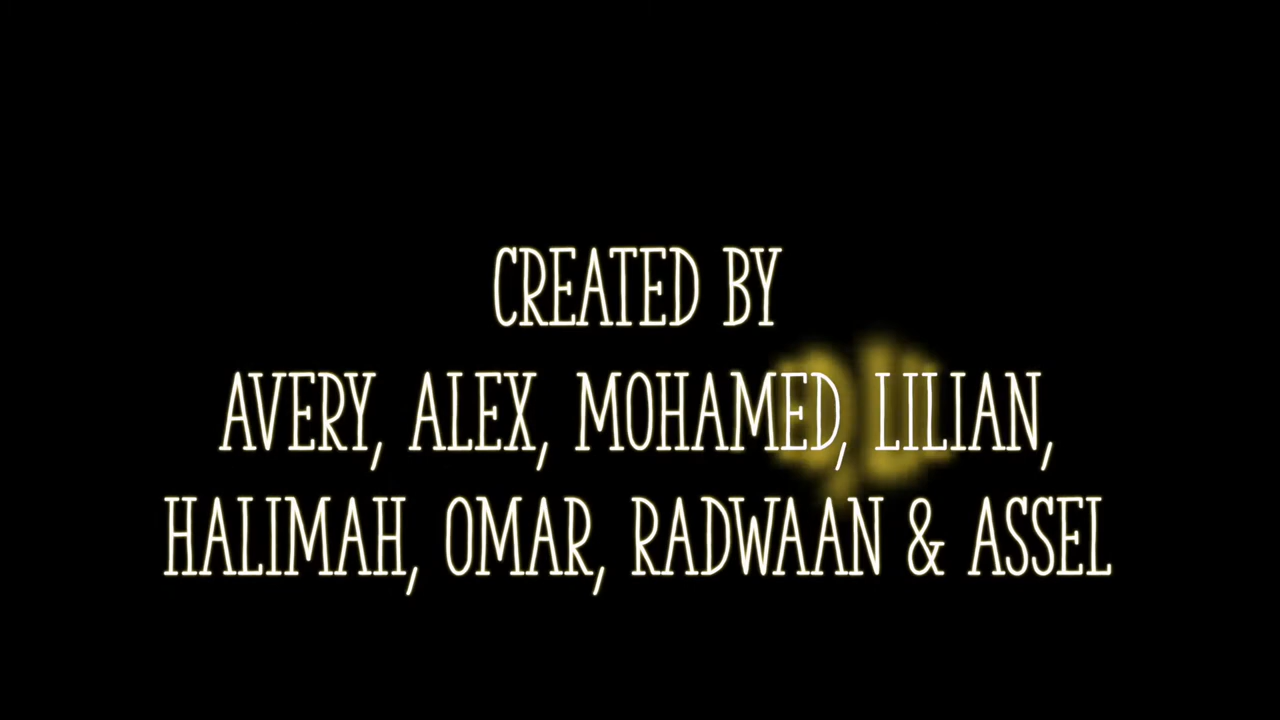 CREATED BY
AVERY, ALEX, MOHAMED, LILIAN,
HALIMAH, OMAR, RADWAAN & ASSEL